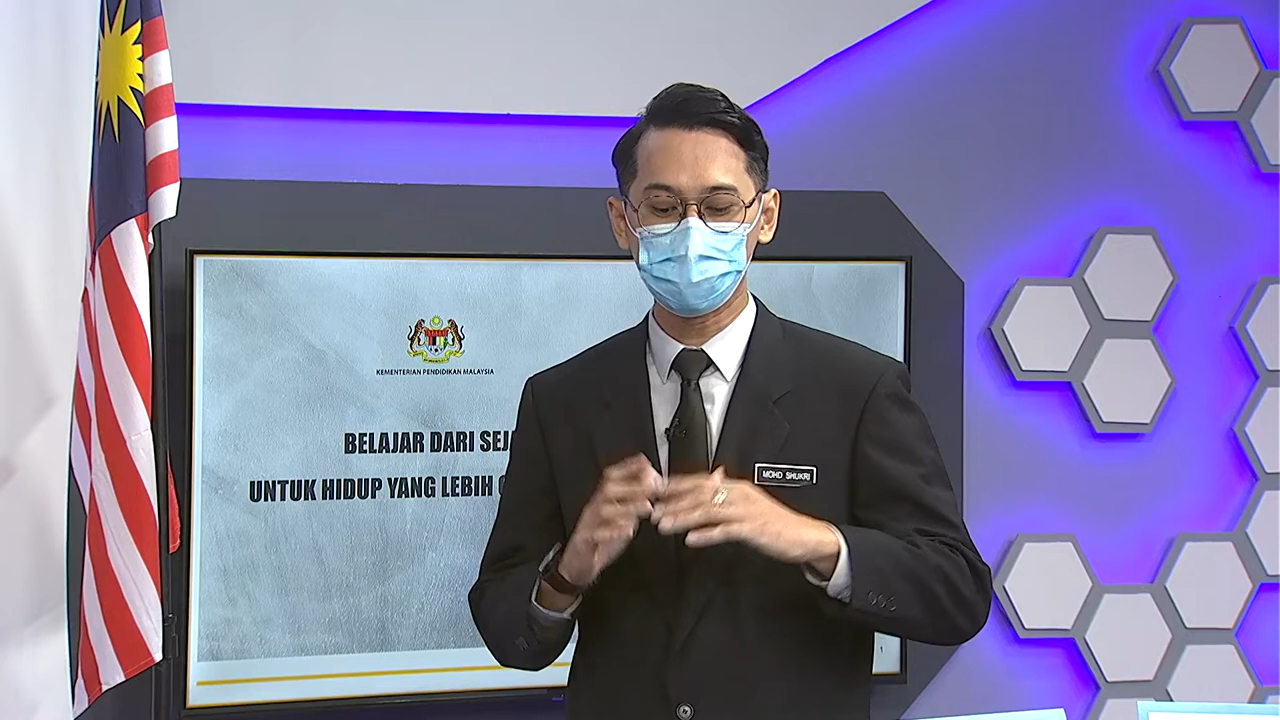 KEMENTERIAN PENDIDIKAN MALAYSIA
BELAJAR DARI SEJA
UNTUK HIDUP YANG LEBIH
MOHD SHUKRI
1